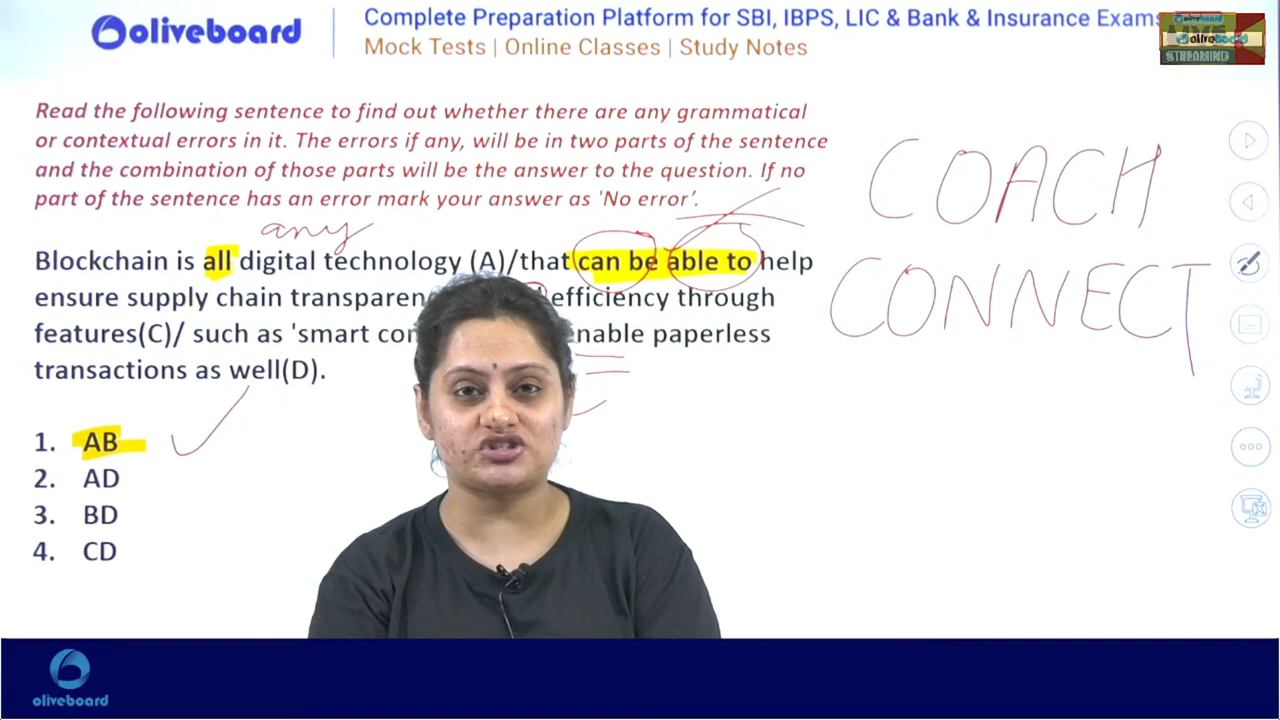 oliveboard
Complete Preparation Platform for SBI, IBPS, LIC & Bank & Insurance Exams
Mock Tests | Online Classes | Study Notes
oliveboard
LIVE
oliveboard
STREAMING
Read the following sentence to find out whether there are any grammatical
or contextual errors in it. The errors if any, will be in two parts of the sentence
and the combination of those parts will be the answer to the question. If no
part of the sentence has an error mark your answer as 'No error'.
any
Blockchain is all digital technology (A)/that can be able to help
ensure supply chain efficiency through
features(C)/ such as 'smart paperless
transactions as well(D).
1. AB
2. AD
3. BD
4. CD
COACH
CONNECT
oliveboard